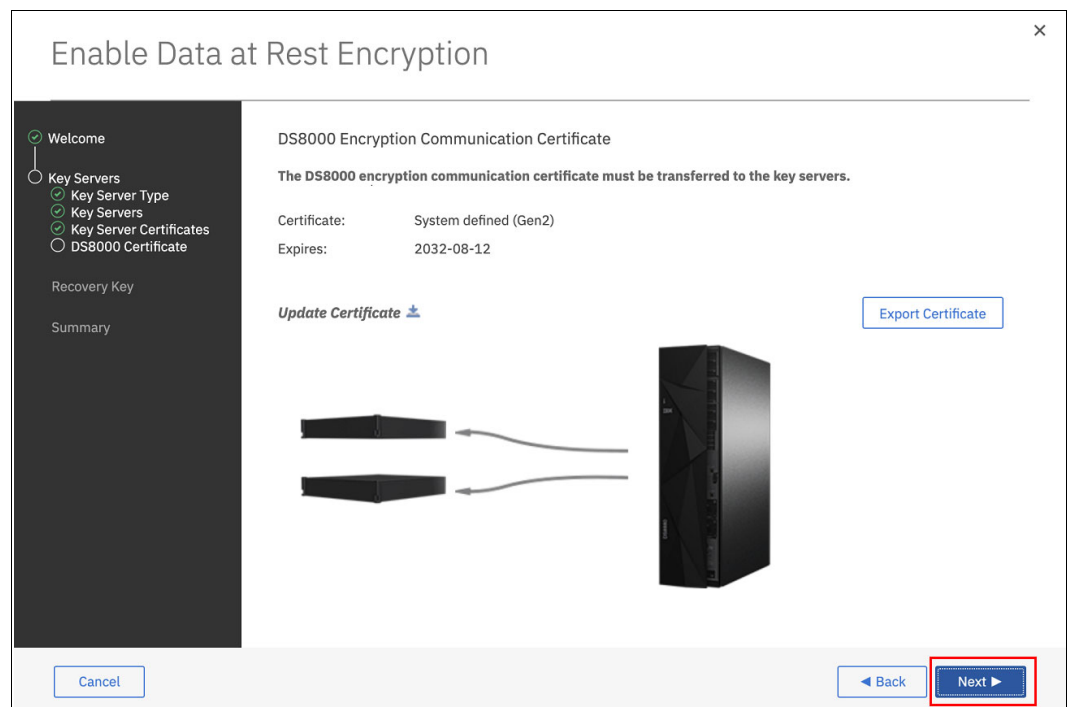 Enable Data at Rest Encryption
Welcome
Key Servers
Key Server Type
Key Servers
Key Server Certificates
DS8000 Certificate
Recovery Key
Summary
DS8000 Encryption Communication Certificate
The DS8000 encryption communication certificate must be transferred to the key servers.
Certificate: System defined (Gen2)
Expires: 2032-08-12
Update Certificate
Export Certificate
IBM
DS8000
Cancel
Back
Next